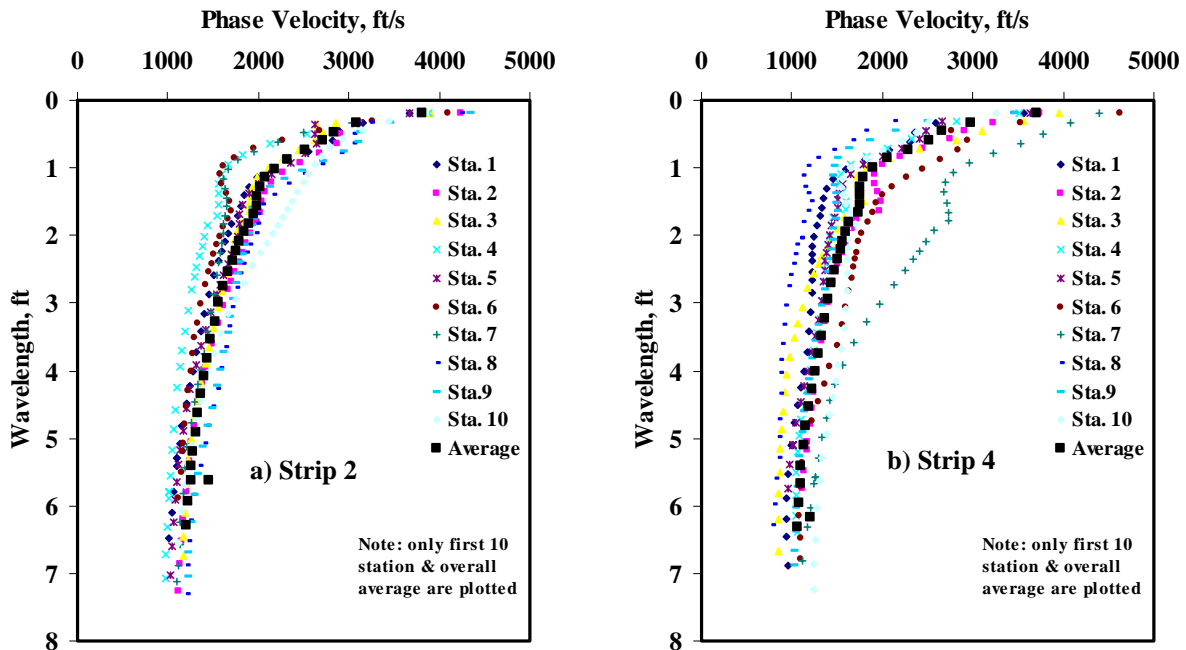 Phase Velocity, ft/s
0 1000 2000 3000 4000 5000
0
1
2
3
4
5
6
7
8
Wavelength, ft
Sta. 1
Sta. 2
Sta. 3
Sta. 4
Sta. 5
Sta. 6
Sta. 7
Sta. 8
Sta.9
Sta. 10
Average
a) Strip 2
Note: only first 10
station & overall
average are plotted
Phase Velocity, ft/s
0 1000 2000 3000 4000 5000
0
1
2
3
4
5
6
7
8
Wavelength, ft
Sta. 1
Sta. 2
Sta. 3
Sta. 4
Sta. 5
Sta. 6
Sta. 7
Sta. 8
Sta.9
Sta. 10
Average
b) Strip 4
Note: only first 10
station & overall
average are plotted